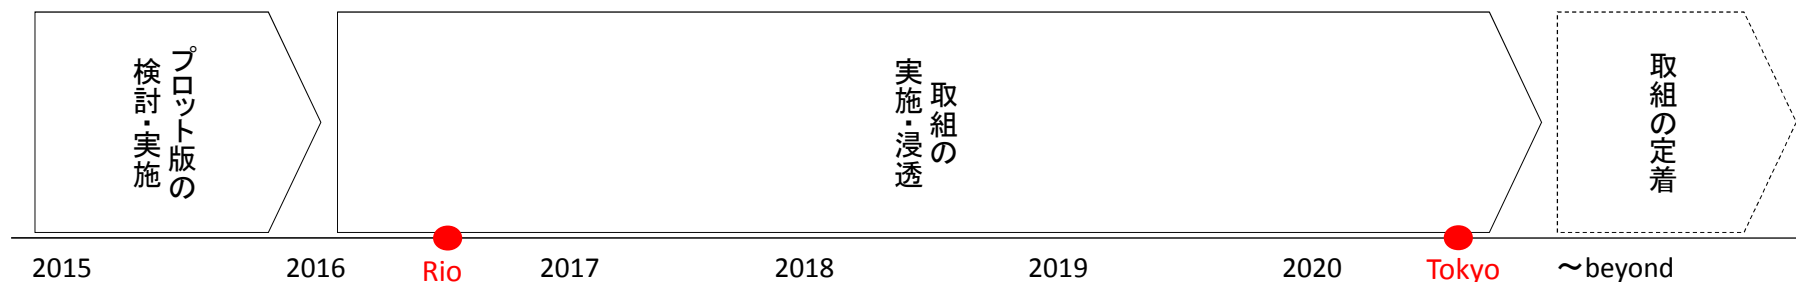 プロット版の
検討・実施
取組の
実施・浸透
取組の定着
2015
2016
Rio
2017
2018
2019
2020
Tokyo
～beyond